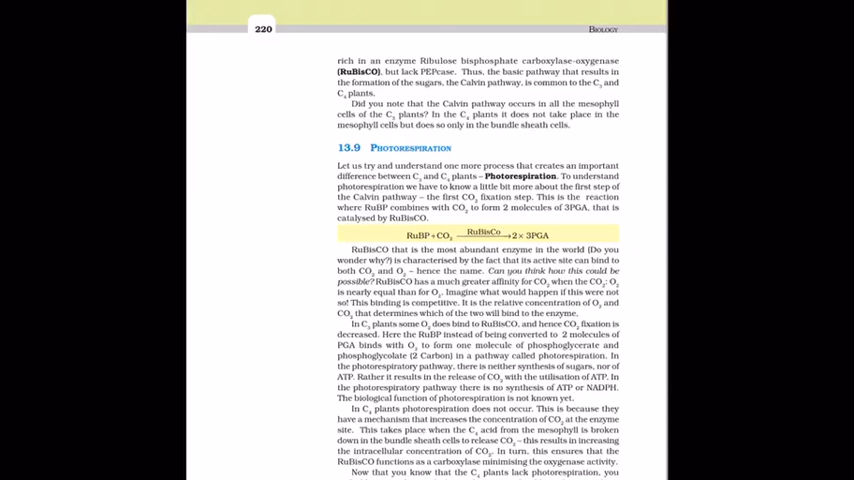 220
BIOLOGY
rich in an enzyme Ribulose bisphosphate carboxylase-oxygenase
(RuBisCO), but lack PEPcase. Thus, the basic pathway that results in
the formation of the sugars, the Calvin pathway, is common to the C3 and
C4 plants.
Did you note that the Calvin pathway occurs in all the mesophyll
cells of the C3 plants? In the C4 plants it does not take place in the
mesophyll cells but does so only in the bundle sheath cells.
13.9 PHOTORESPIRATION
Let us try and understand one more process that creates an important
difference between C3 and C4 plants – Photorespiration. To understand
photorespiration we have to know a little bit more about the first step of
the Calvin pathway – the first CO2 fixation step. This is the reaction
where RuBP combines with CO2 to form 2 molecules of 3PGA, that is
catalysed by RuBisCO.
RuBP + CO2 —RuBisCo→ 2 × 3PGA
RuBisCO that is the most abundant enzyme in the world (Do you
wonder why?) is characterised by the fact that its active site can bind to
both CO2 and O2 – hence the name. Can you think how this could be
possible? RuBisCO has a much greater affinity for CO2 when the CO2: O2
is nearly equal than for O2. Imagine what would happen if this were not
so! This binding is competitive. It is the relative concentration of O2 and
CO2 that determines which of the two will bind to the enzyme.
In C3 plants some O2 does bind to RuBisCO, and hence CO2 fixation is
decreased. Here the RuBP instead of being converted to 2 molecules of
PGA binds with O2 to form one molecule of phosphoglycerate and
phosphoglycolate (2 Carbon) in a pathway called photorespiration. In
the photorespiratory pathway, there is neither synthesis of sugars, nor of
ATP. Rather it results in the release of CO2 with the utilisation of ATP. In
the photorespiratory pathway there is no synthesis of ATP or NADPH.
The biological function of photorespiration is not known yet.
In C4 plants photorespiration does not occur. This is because they
have a mechanism that increases the concentration of CO2 at the enzyme
site. This takes place when the C4 acid from the mesophyll is broken
down in the bundle sheath cells to release CO2 – this results in increasing
the intracellular concentration of CO2. In turn, this ensures that the
RuBisCO functions as a carboxylase minimising the oxygenase activity.
Now that you know that the C4 plants lack photorespiration, you